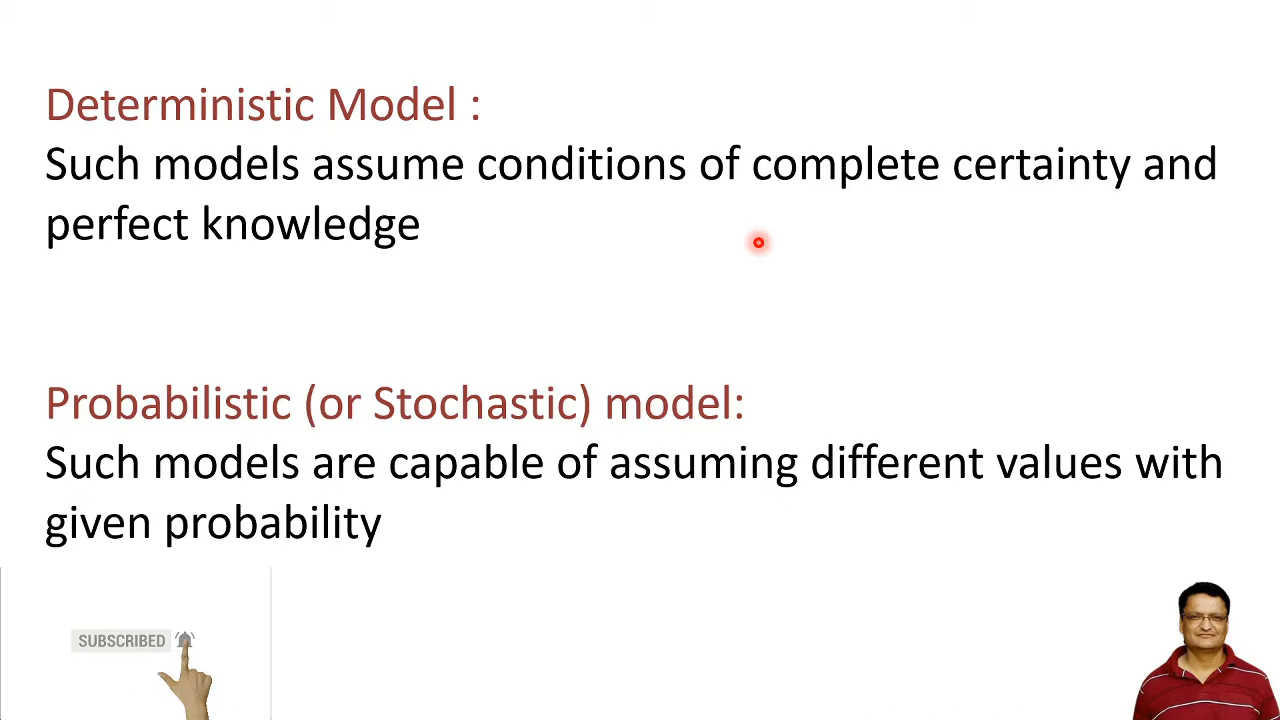 Deterministic Model :
Such models assume conditions of complete certainty and
perfect knowledge
Probabilistic (or Stochastic) model:
Such models are capable of assuming different values with
given probability
SUBSCRIBED